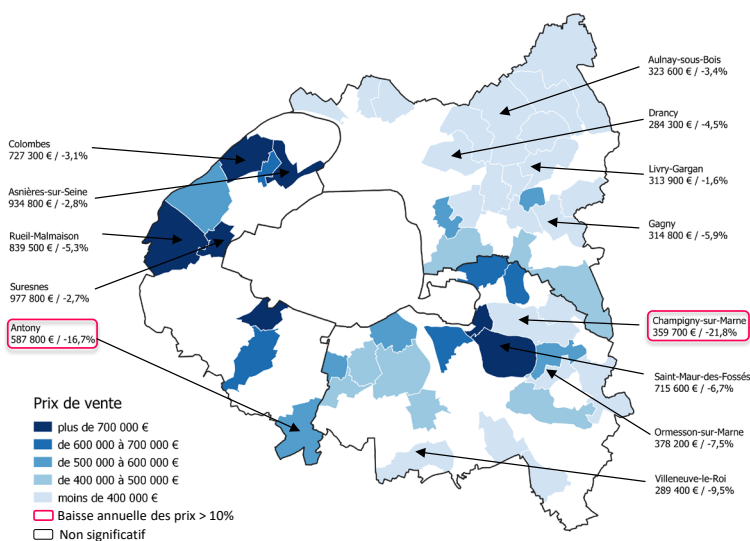 Colombes
727 300 € / -3,1%
Asnières-sur-Seine
934 800 € / -2,8%
Rueil-Malmaison
839 500 € / -5,3%
Suresnes
977 800 € / -2,7%
Antony
587 800 € / -16,7%
Aulnay-sous-Bois
323 600 € / -3,4%
Drancy
284 300 € / -4,5%
Livry-Gargan
313 900 € / -1,6%
Gagny
314 800 € / -5,9%
Champigny-sur-Marne
359 700 € / -21,8%
Saint-Maur-des-Fossés
715 600 € / -6,7%
Ormesson-sur-Marne
378 200 € / -7,5%
Villeneuve-le-Roi
289 400 € / -9,5%
Prix de vente
plus de 700 000 €
de 600 000 à 700 000 €
de 500 000 à 600 000 €
de 400 000 à 500 000 €
moins de 400 000 €
Baisse annuelle des prix > 10%
Non significatif